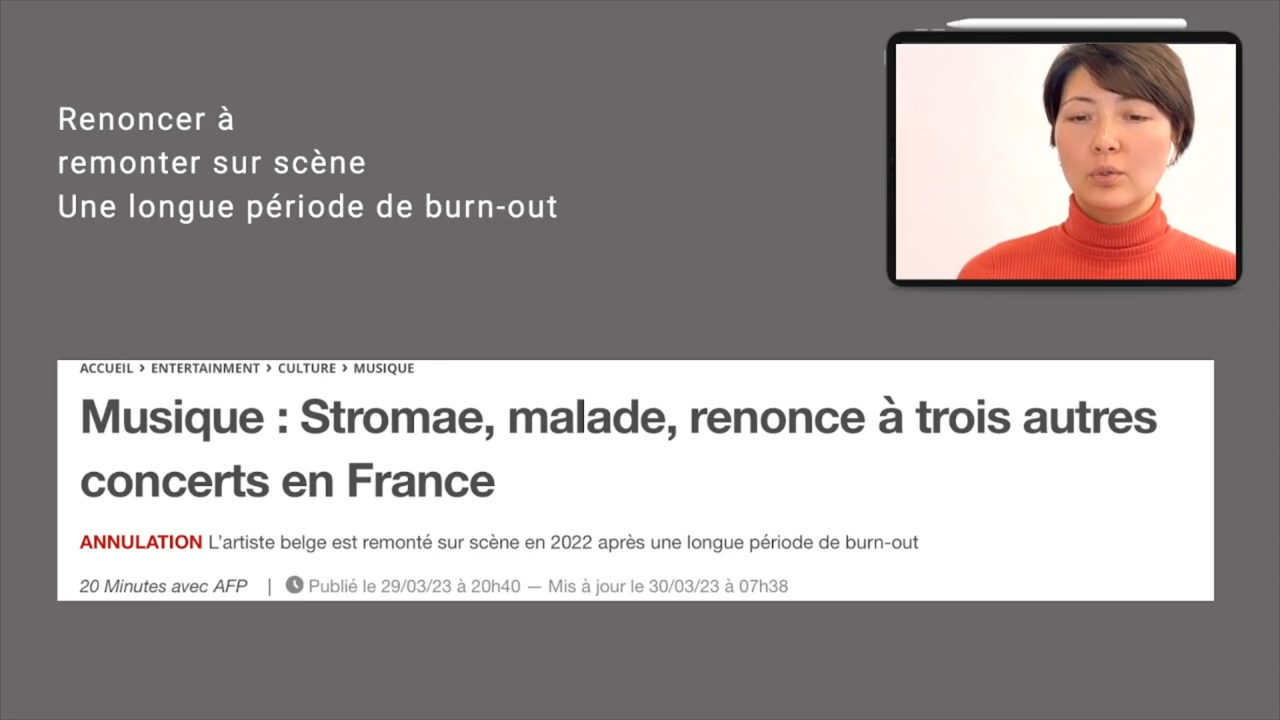 Renoncer à
remonter sur scène
Une longue période de burn-out
ACCUEIL › ENTERTAINMENT › CULTURE › MUSIQUE
Musique : Stromae, malade, renonce à trois autres
concerts en France
ANNULATION L'artiste belge est remonté sur scène en 2022 après une longue période de burn-out
20 Minutes avec AFP | Publié le 29/03/23 à 20h40 — Mis à jour le 30/03/23 à 07h38